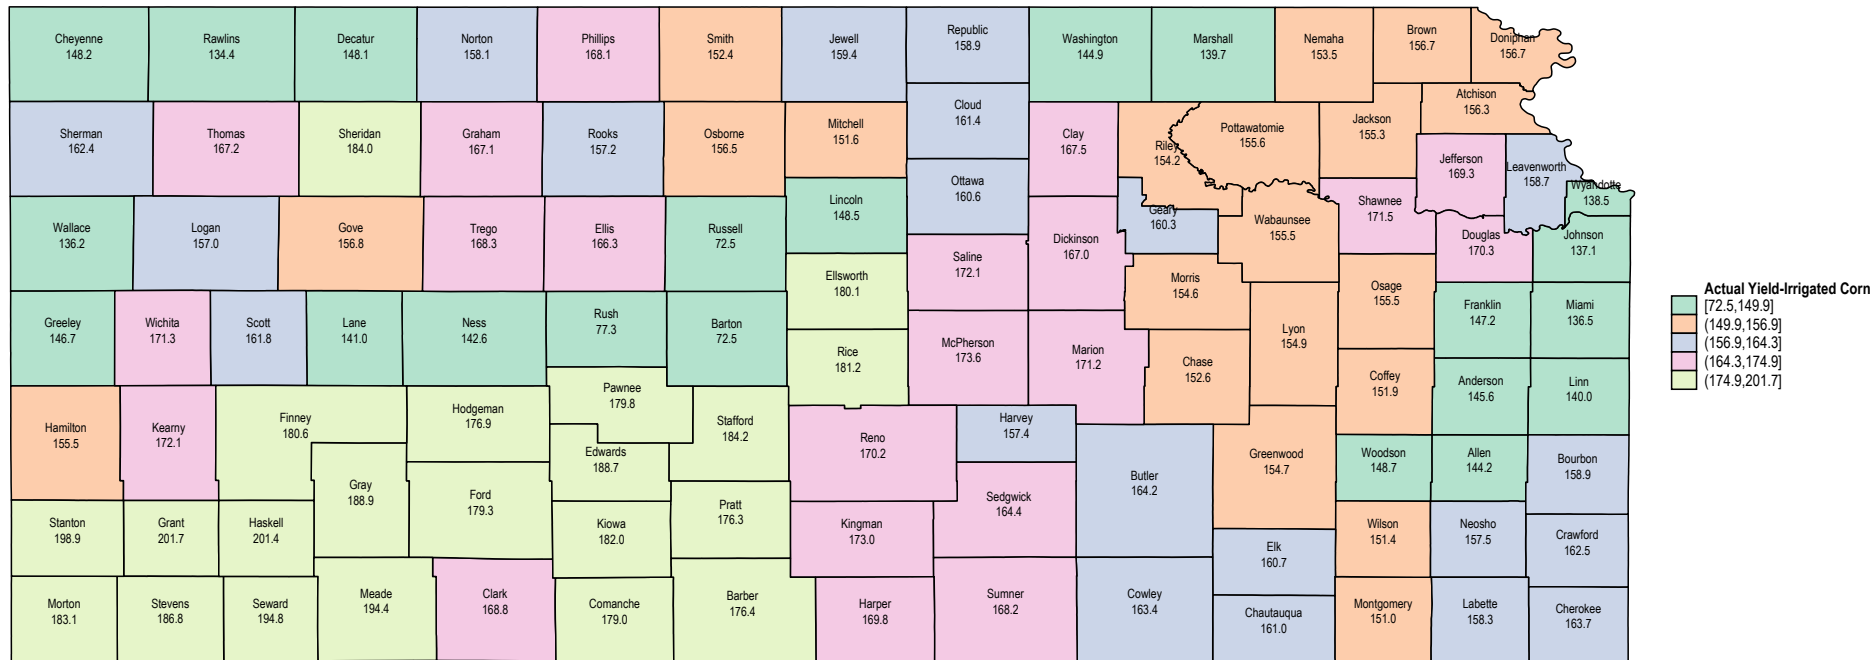 Cheyenne
148.2
Rawlins
134.4
Decatur
148.1
Norton
158.1
Phillips
168.1
Smith
152.4
Jewell
159.4
Republic
158.9
Washington
144.9
Marshall
139.7
Nemaha
153.5
Brown
156.7
Doniphan
156.7
Sherman
162.4
Thomas
167.2
Sheridan
184.0
Graham
167.1
Rooks
157.2
Osborne
156.5
Mitchell
151.6
Cloud
161.4
Clay
167.5
Riley
154.2
Pottawatomie
155.6
Jackson
155.3
Atchison
156.3
Jefferson
169.3
Leavenworth
158.7
Wyandotte
138.5
Wallace
136.2
Logan
157.0
Gove
156.8
Trego
168.3
Ellis
166.3
Russell
72.5
Lincoln
148.5
Ottawa
160.6
Dickinson
167.0
Geary
160.3
Wabaunsee
155.5
Shawnee
171.5
Douglas
170.3
Johnson
137.1
Ellsworth
180.1
Saline
172.1
Morris
154.6
Osage
155.5
Franklin
147.2
Miami
136.5
Greeley
146.7
Wichita
171.3
Scott
161.8
Lane
141.0
Ness
142.6
Rush
77.3
Barton
72.5
Rice
181.2
McPherson
173.6
Marion
171.2
Chase
152.6
Lyon
154.9
Coffey
151.9
Anderson
145.6
Linn
140.0
Hamilton
155.5
Kearny
172.1
Finney
180.6
Hodgeman
176.9
Pawnee
179.8
Stafford
184.2
Edwards
188.7
Reno
170.2
Harvey
157.4
Butler
164.2
Greenwood
154.7
Woodson
148.7
Allen
144.2
Bourbon
158.9
Gray
188.9
Ford
179.3
Sedgwick
164.4
Stanton
198.9
Grant
201.7
Haskell
201.4
Kiowa
182.0
Pratt
176.3
Kingman
173.0
Elk
160.7
Wilson
151.4
Neosho
157.5
Crawford
162.5
Morton
183.1
Stevens
186.8
Seward
194.8
Meade
194.4
Clark
168.8
Comanche
179.0
Barber
176.4
Harper
169.8
Sumner
168.2
Cowley
163.4
Chautauqua
161.0
Montgomery
151.0
Labette
158.3
Cherokee
163.7
Actual Yield-Irrigated Corn
[72.5,149.9]
(149.9,156.9]
(156.9,164.3]
(164.3,174.9]
(174.9,201.7]